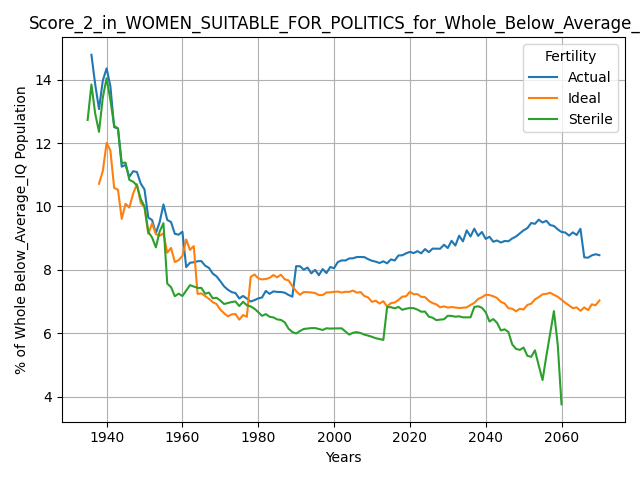 Score_2_in_WOMEN_SUITABLE_FOR_POLITICS_for_Whole_Below_Average_
Fertility
Actual
Ideal
Sterile
% of Whole Below_Average_IQ Population
14
12
10
8
6
4
1940 1960 1980 2000 2020 2040 2060
Years